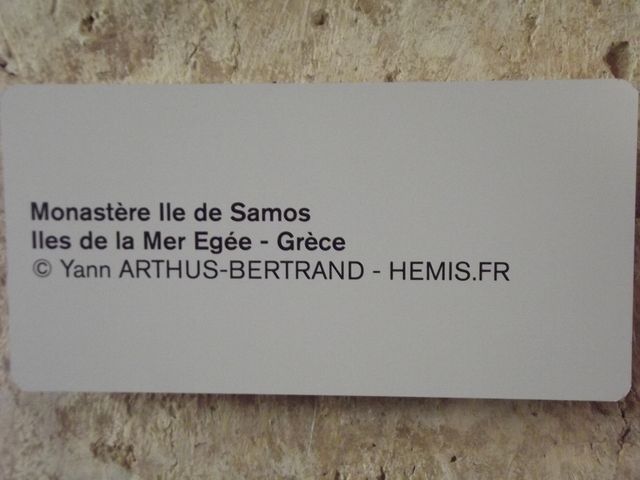 Monastère Ile de Samos
Iles de la Mer Egée - Grèce
© Yann ARTHUS-BERTRAND - HEMIS.FR